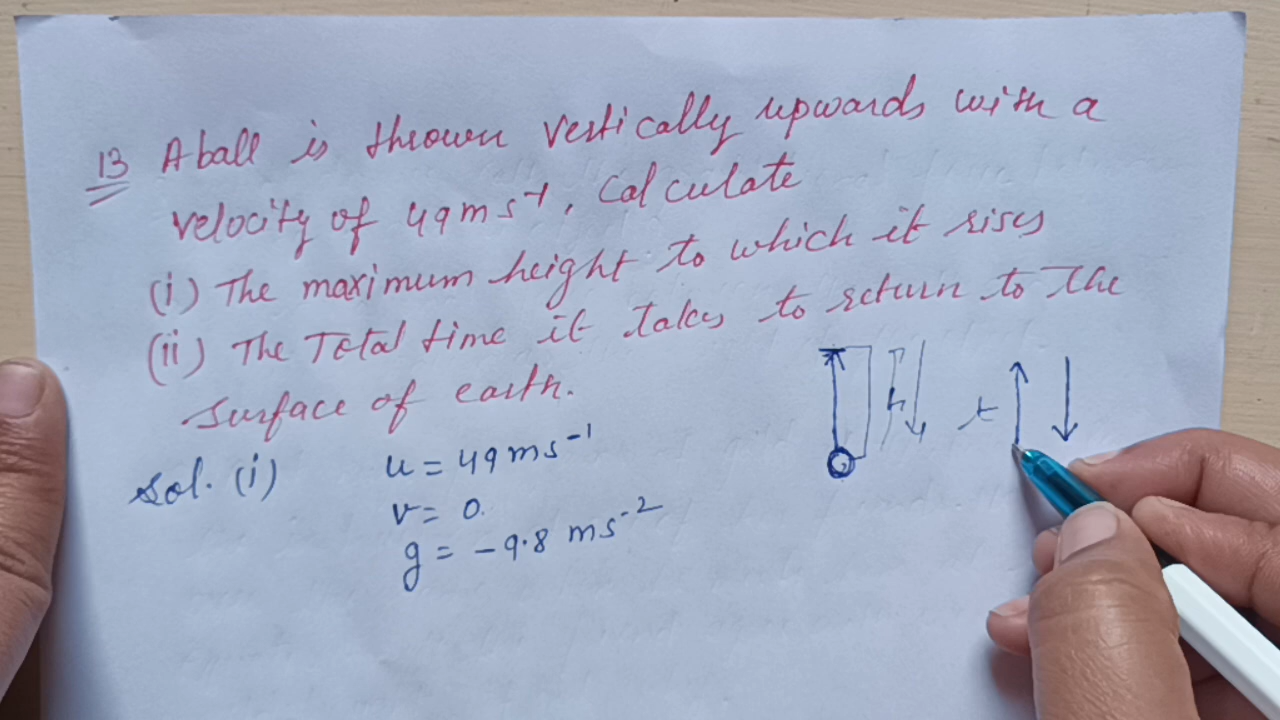 13 A ball is thrown vertically upwards with a
velocity of 49 m s⁻¹, Calculate
(i) The maximum height to which it rises
(ii) The Total time it takes to return to the
surface of earth.
Sol. (i) u = 49 m s⁻¹
v = 0.
g = -9.8 ms⁻²
h
t